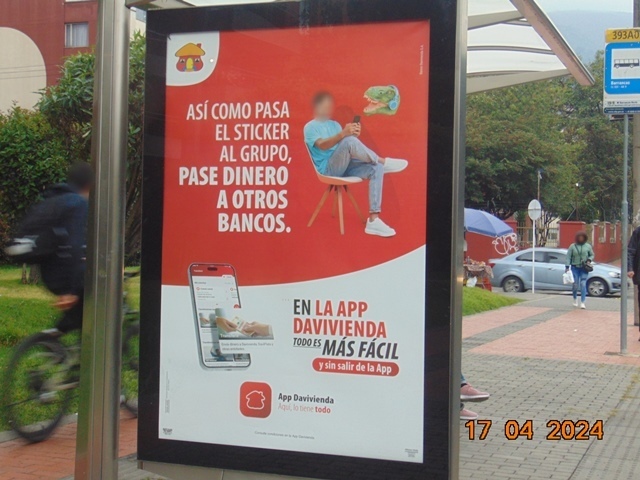 ASÍ COMO PASA
EL STICKER
AL GRUPO,
PASE DINERO
A OTROS
BANCOS.
EN LA APP
DAVIVIENDA
TODO ES MÁS FÁCIL
y sin salir de la App
App Davivienda
Aquí, lo tiene todo
17 04 2024